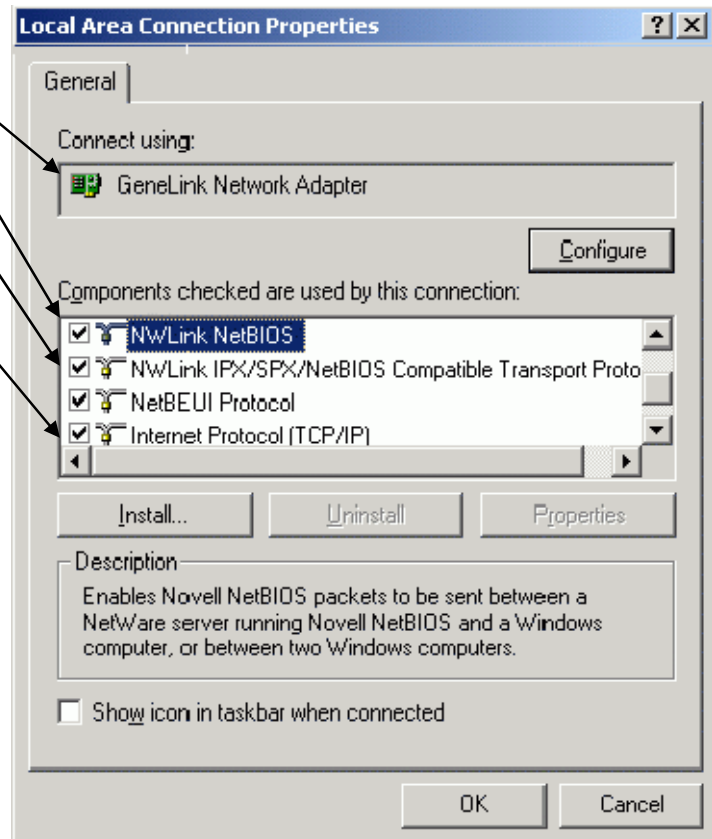 Local Area Connection Properties
General
Connect using:
GeneLink Network Adapter
Configure
Components checked are used by this connection:
NWLink NetBIOS
NWLink IPX/SPX/NetBIOS Compatible Transport Proto
NetBEUI Protocol
Internet Protocol (TCP/IP)
Install... Uninstall Properties
Description
Enables Novell NetBIOS packets to be sent between a
NetWare server running Novell NetBIOS and a Windows
computer, or between two Windows computers.
Show icon in taskbar when connected
OK Cancel